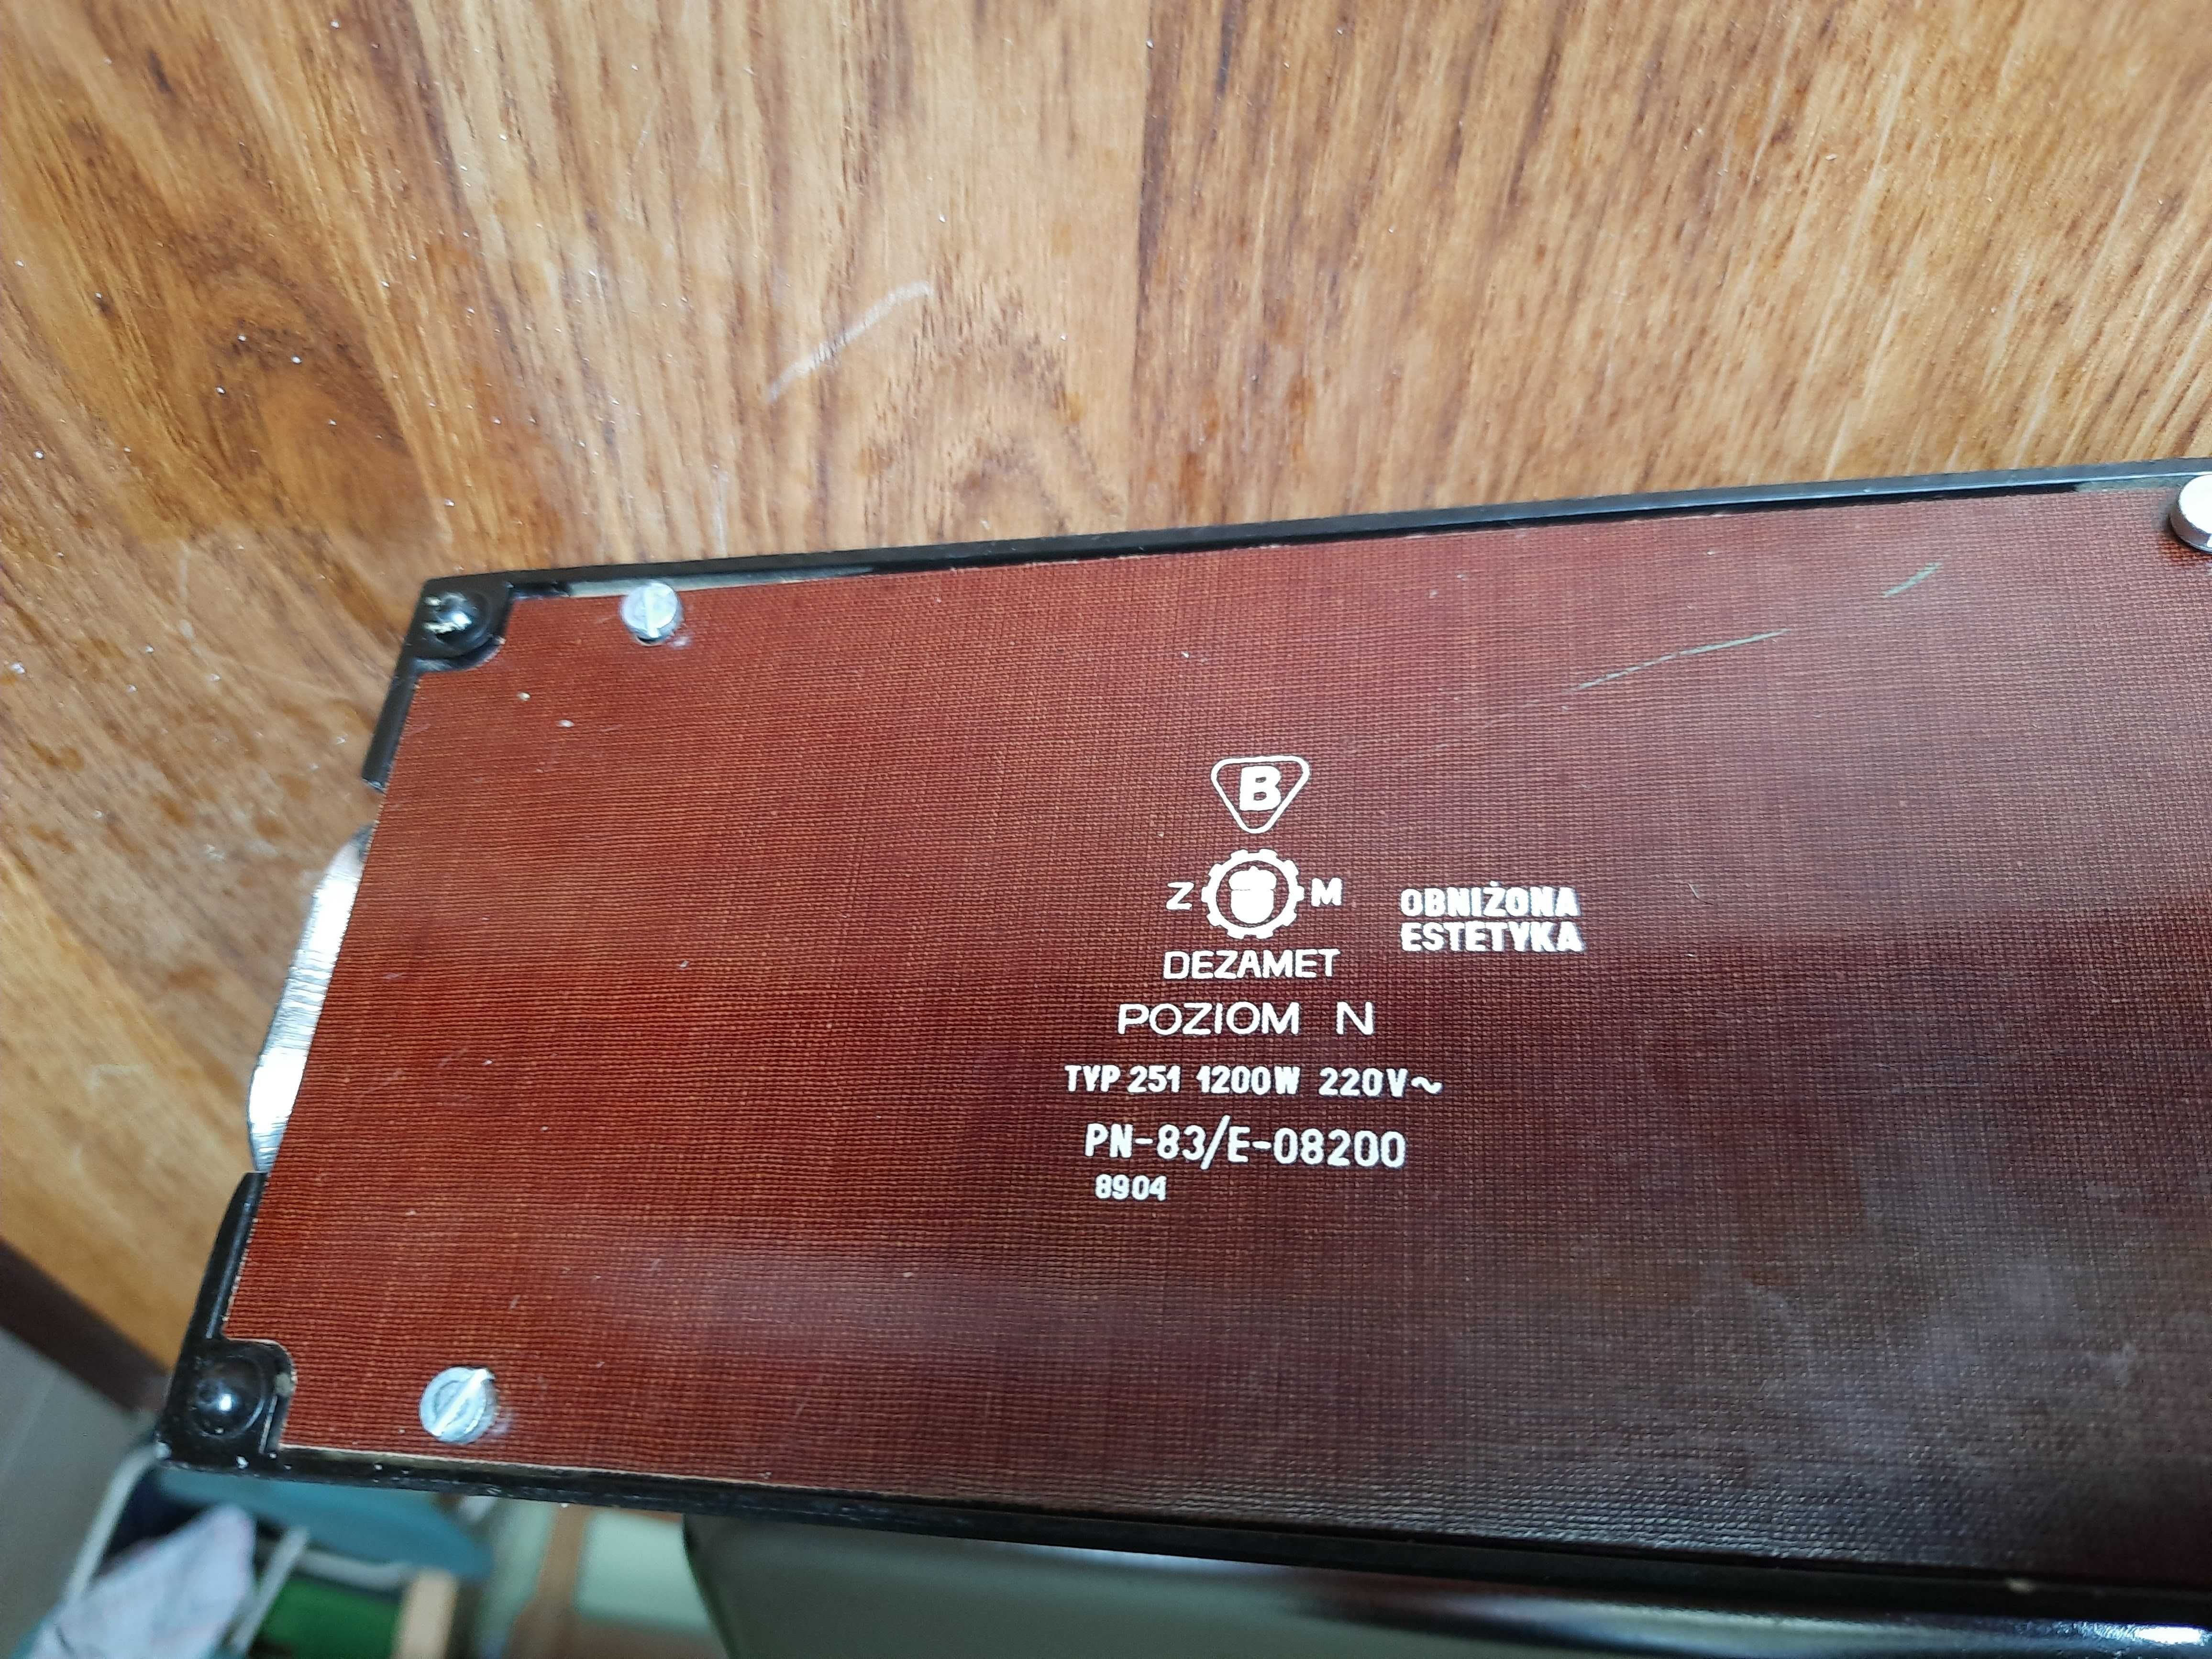 B
Z M
DEZAMET
OBNIŻONA
ESTETYKA
POZIOM N
TYP 251 1200W 220V~
PN-83/E-08200
8904